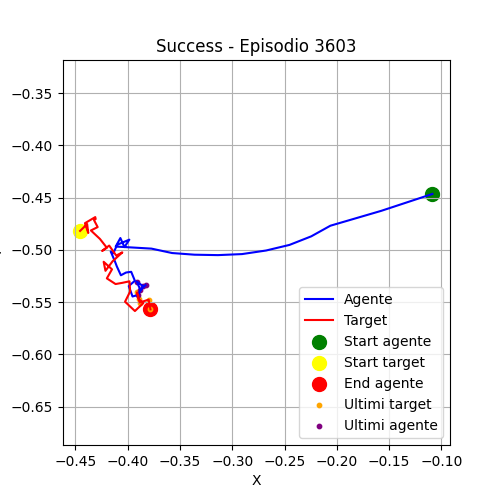 Success - Episodio 3603
−0.35
−0.40
−0.45
−0.50
−0.55
−0.60
−0.65
Agente
Target
Start agente
Start target
End agente
Ultimi target
Ultimi agente
−0.45 −0.40 −0.35 −0.30 −0.25 −0.20 −0.15 −0.10
X